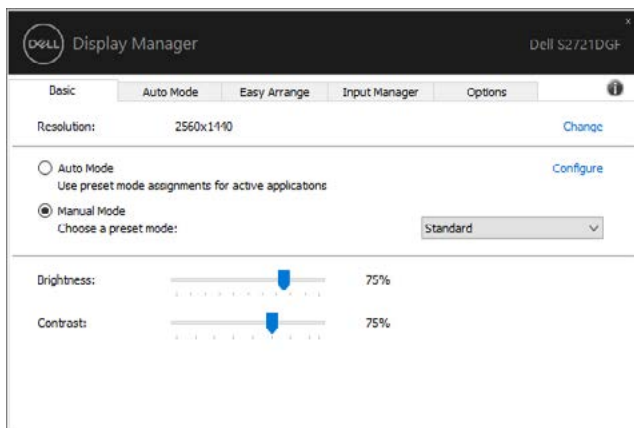 x
DELL Display Manager Dell S2721DGF
Basic Auto Mode Easy Arrange Input Manager Options
Resolution: 2560x1440 Change
Auto Mode Configure
Use preset mode assignments for active applications
Manual Mode
Choose a preset mode: Standard
Brightness: 75%
Contrast: 75%